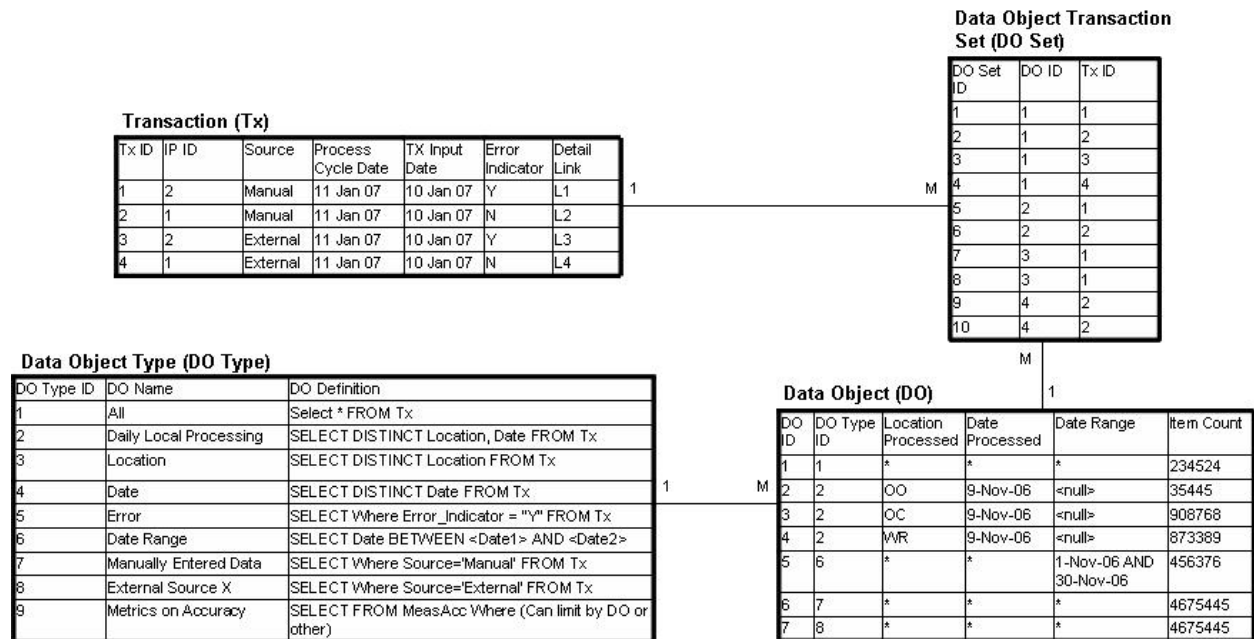 Data Object Transaction
Set (DO Set)
DO Set ID DO ID Tx ID
1 1 1
2 1 2
3 1 3
4 1 4
5 2 1
6 2 2
7 3 1
8 3 1
9 4 2
10 4 2
Transaction (Tx)
Tx ID IP ID Source Process Cycle Date TX Input Date Error Indicator Detail Link
1 2 Manual 11 Jan 07 10 Jan 07 Y L1
2 1 Manual 11 Jan 07 10 Jan 07 N L2
3 2 External 11 Jan 07 10 Jan 07 Y L3
4 1 External 11 Jan 07 10 Jan 07 N L4
1 M
M
1
Data Object Type (DO Type)
DO Type ID DO Name DO Definition
1 All Select * FROM Tx
2 Daily Local Processing SELECT DISTINCT Location, Date FROM Tx
3 Location SELECT DISTINCT Location FROM Tx
4 Date SELECT DISTINCT Date FROM Tx
5 Error SELECT Where Error_Indicator = "Y" FROM Tx
6 Date Range SELECT Date BETWEEN <Date1> AND <Date2>
7 Manually Entered Data SELECT Where Source='Manual' FROM Tx
8 External Source X SELECT Where Source='External' FROM Tx
9 Metrics on Accuracy SELECT FROM MeasAcc Where (Can limit by DO or other)
1 M
Data Object (DO)
DO ID DO Type ID Location Processed Date Processed Date Range Item Count
1 1 * * * 234524
2 2 OO 9-Nov-06 <null> 35445
3 2 OC 9-Nov-06 <null> 908768
4 2 WR 9-Nov-06 <null> 873389
5 6 * * 1-Nov-06 AND 30-Nov-06 456376
6 7 * * * 4675445
7 8 * * * 4675445